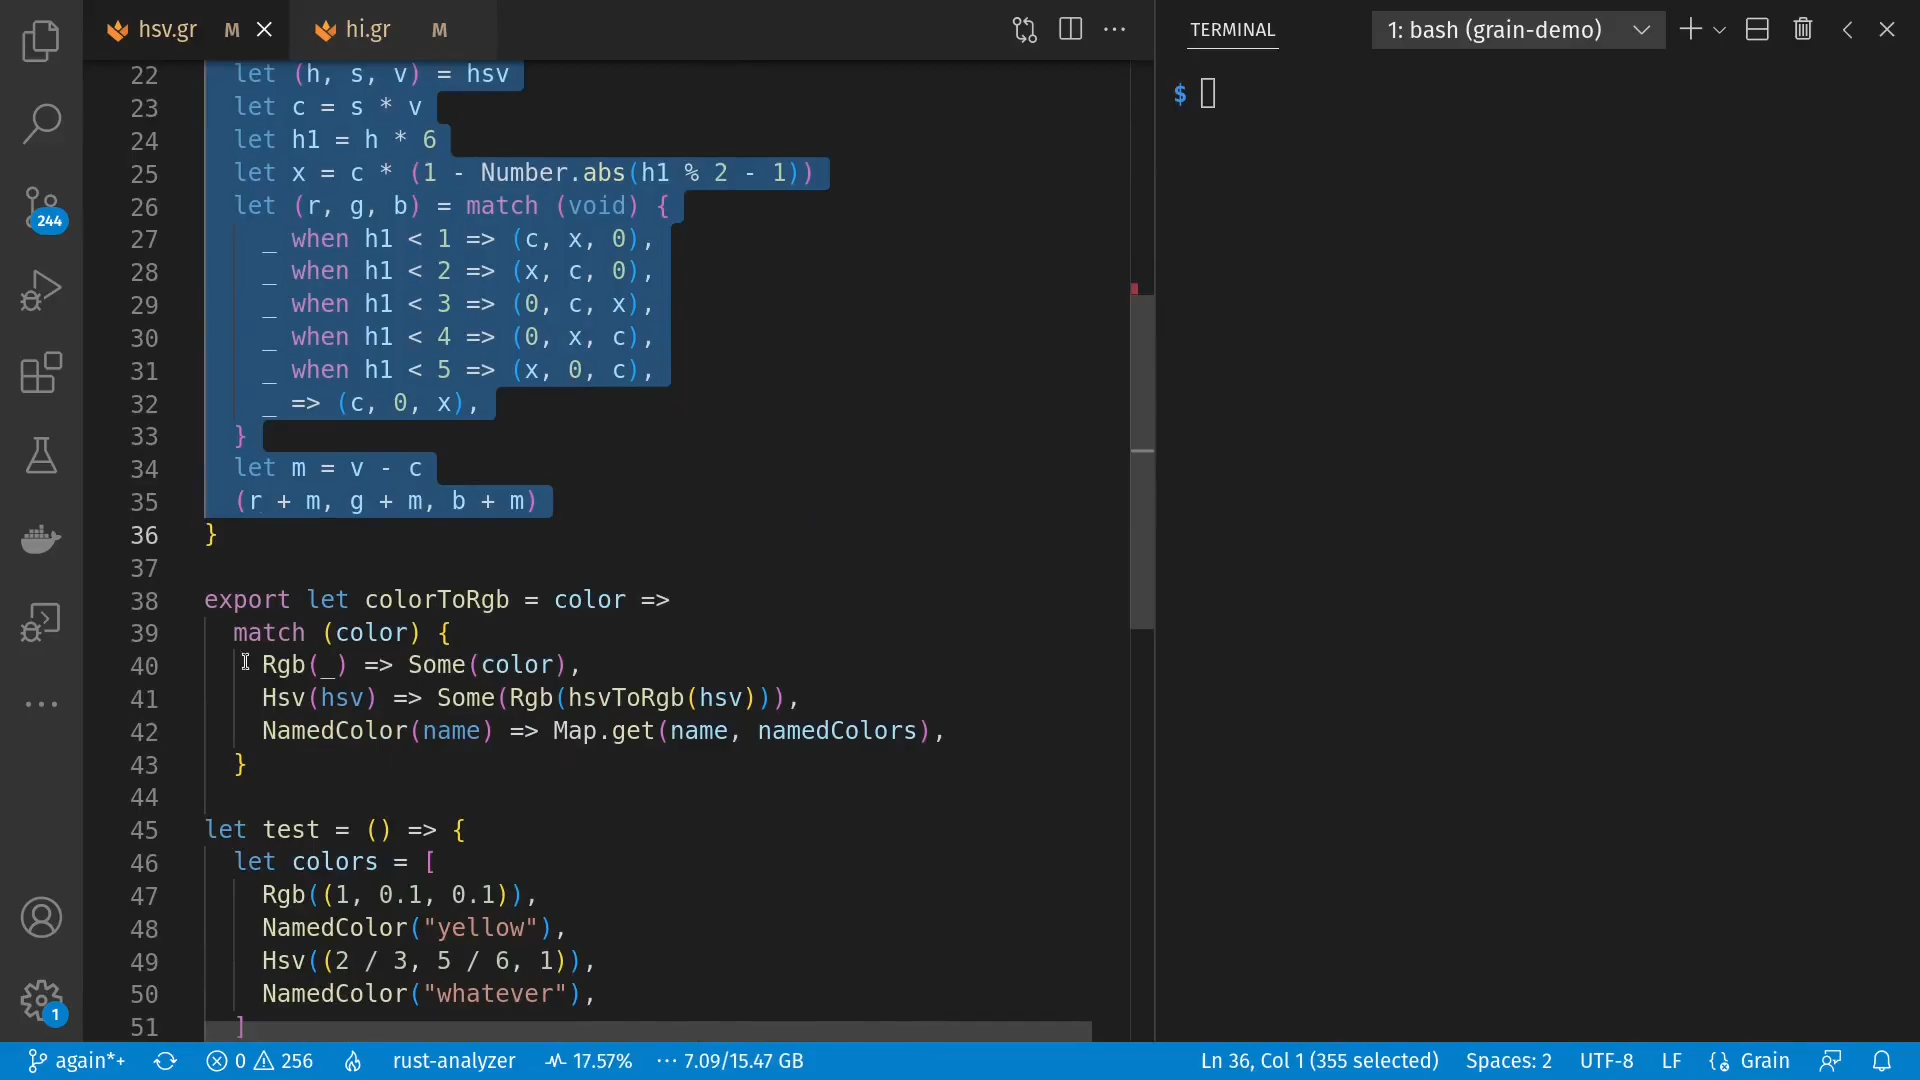 hsv.gr M
hi.gr M
TERMINAL
1: bash (grain-demo)
22 let (h, s, v) = hsv
23 let c = s * v
24 let h1 = h * 6
25 let x = c * (1 - Number.abs(h1 % 2 - 1))
26 let (r, g, b) = match (void) {
27 _ when h1 < 1 => (c, x, 0),
28 _ when h1 < 2 => (x, c, 0),
29 _ when h1 < 3 => (0, c, x),
30 _ when h1 < 4 => (0, x, c),
31 _ when h1 < 5 => (x, 0, c),
32 _ => (c, 0, x),
33 }
34 let m = v - c
35 (r + m, g + m, b + m)
36 }
37
38 export let colorToRgb = color =>
39 match (color) {
40 Rgb(_) => Some(color),
41 Hsv(hsv) => Some(Rgb(hsvToRgb(hsv))),
42 NamedColor(name) => Map.get(name, namedColors),
43 }
44
45 let test = () => {
46 let colors = [
47 Rgb((1, 0.1, 0.1)),
48 NamedColor("yellow"),
49 Hsv((2 / 3, 5 / 6, 1)),
50 NamedColor("whatever"),
51 ]
$
244
1
again*+
0 256
rust-analyzer
17.57%
7.09/15.47 GB
Ln 36, Col 1 (355 selected)
Spaces: 2
UTF-8
LF
Grain